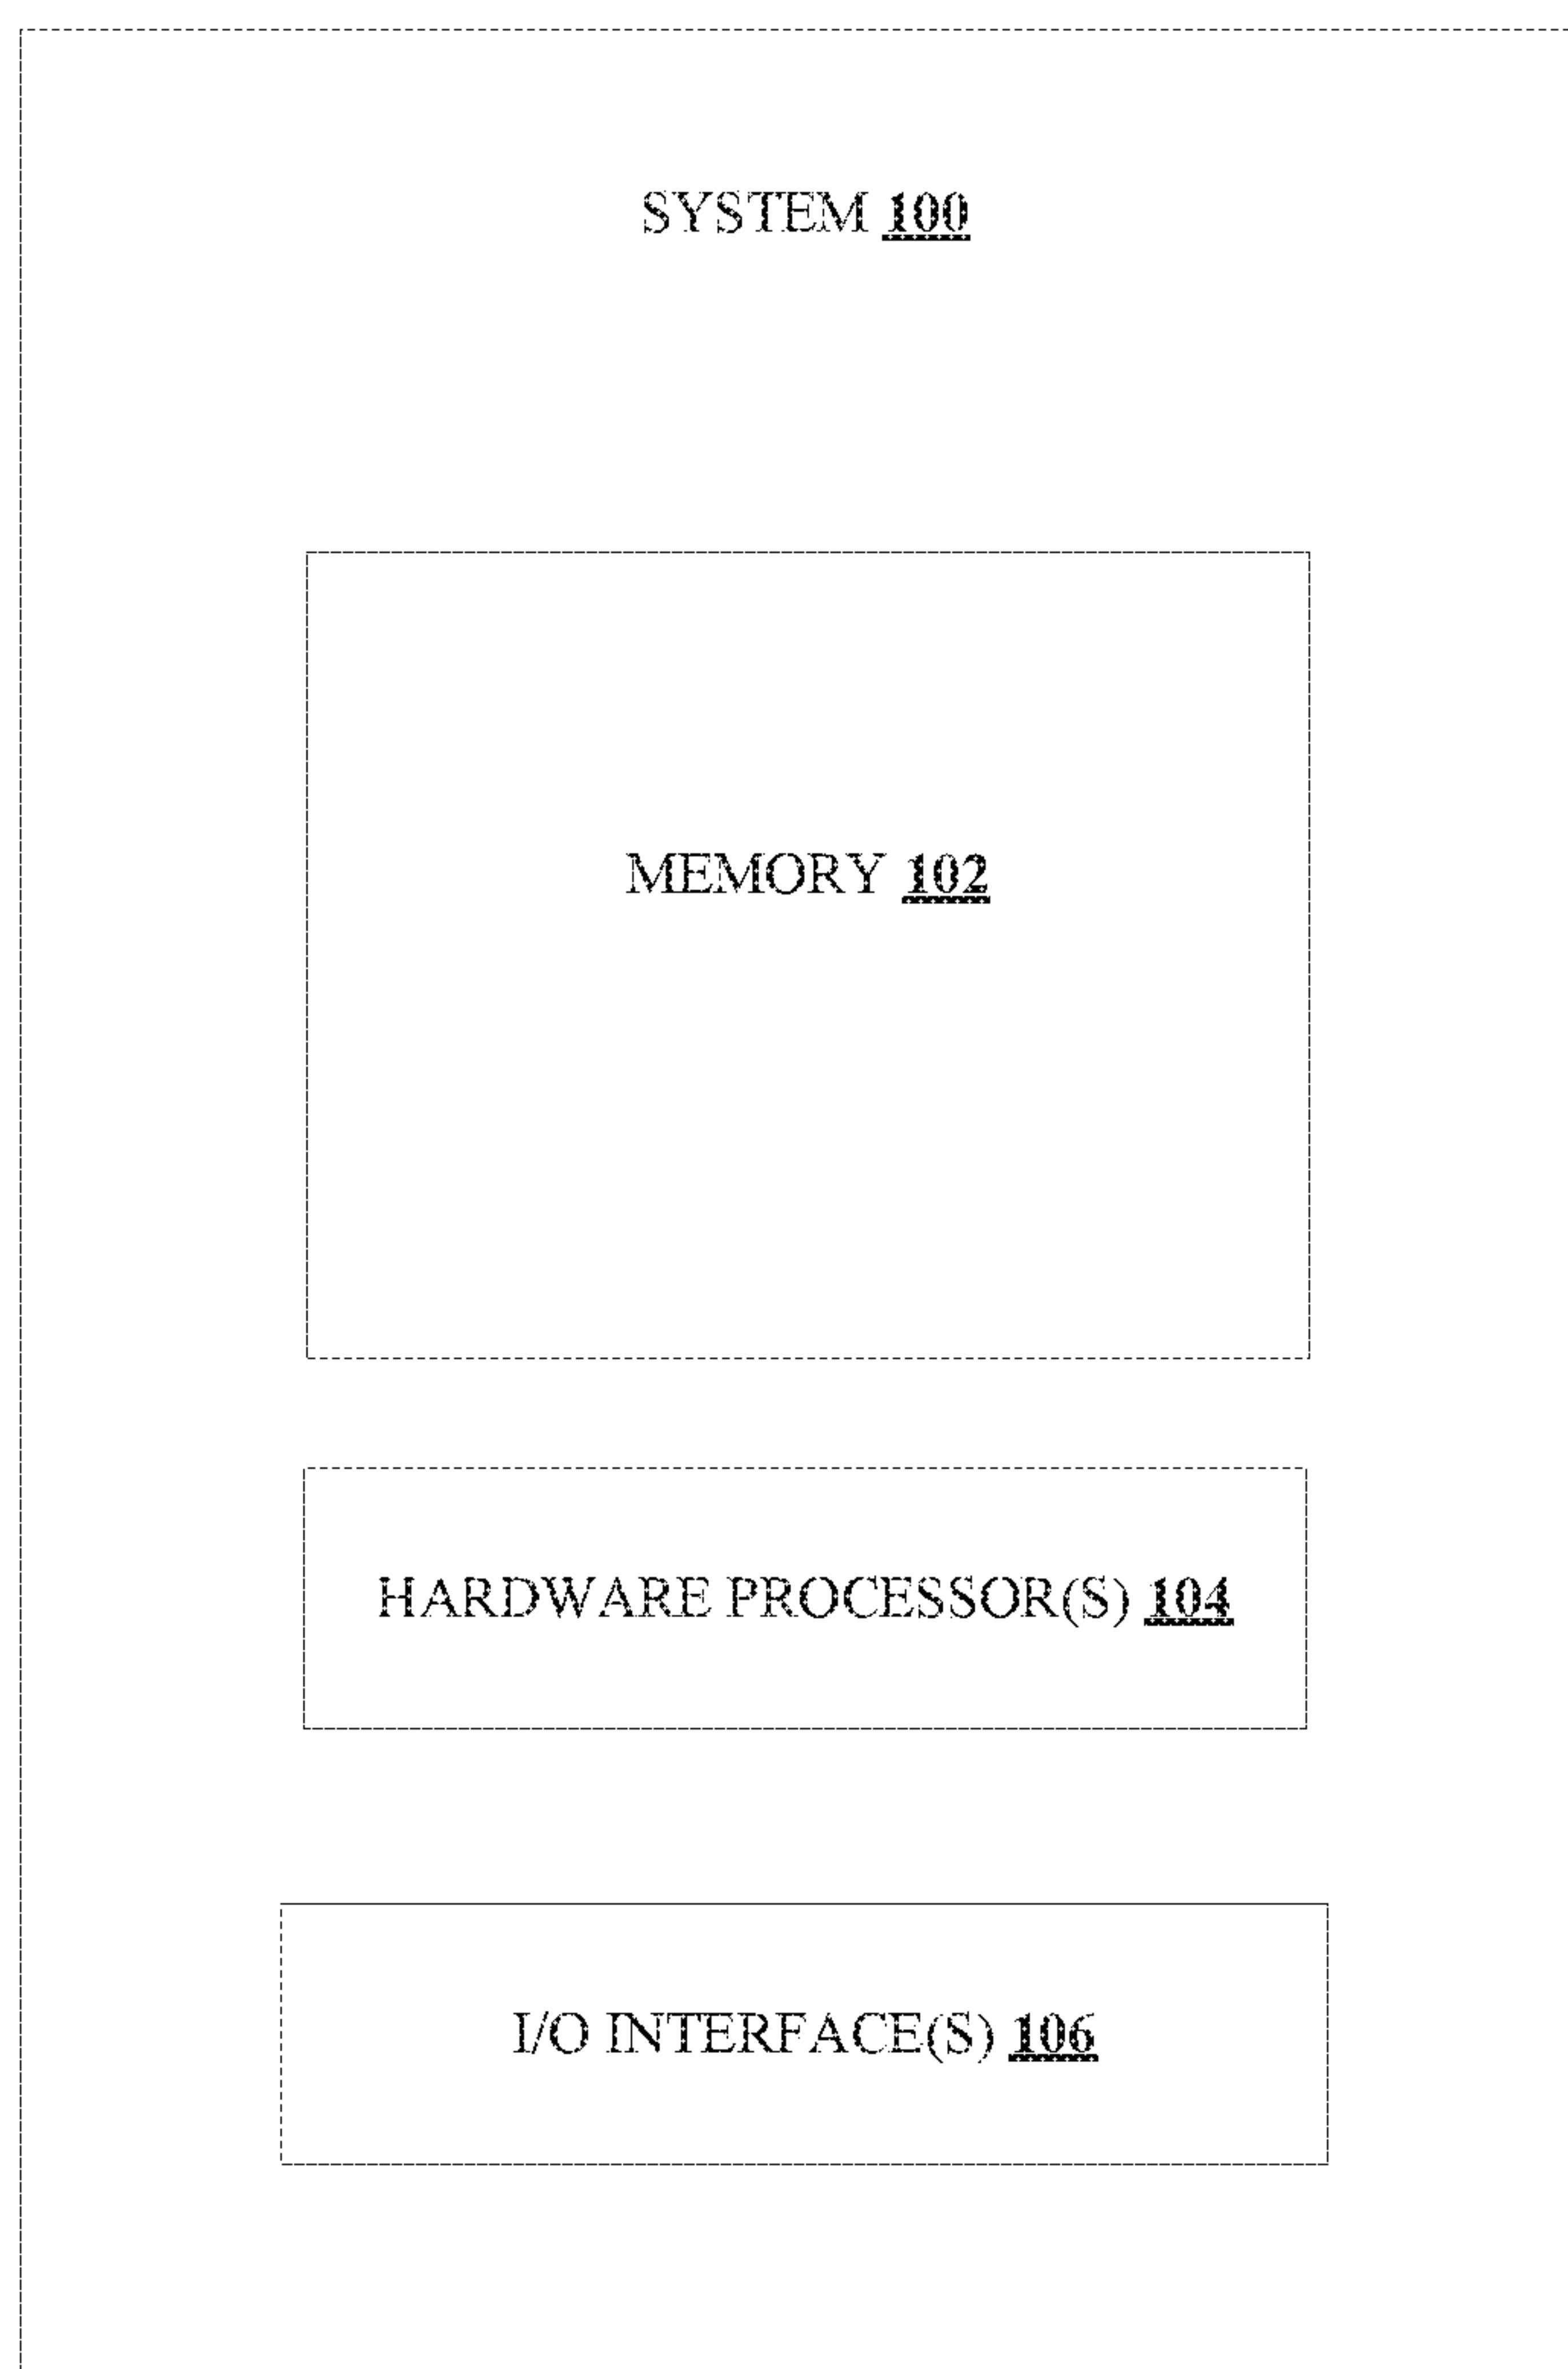 SYSTEM 100
MEMORY 102
HARDWARE PROCESSOR(S) 104
I/O INTERFACE(S) 106